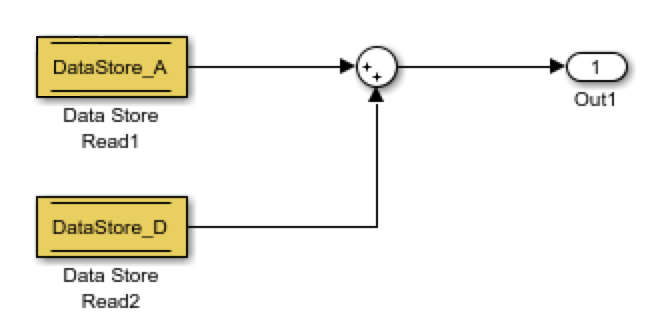 DataStore_A
Data Store
Read1
+
+
1
Out1
DataStore_D
Data Store
Read2